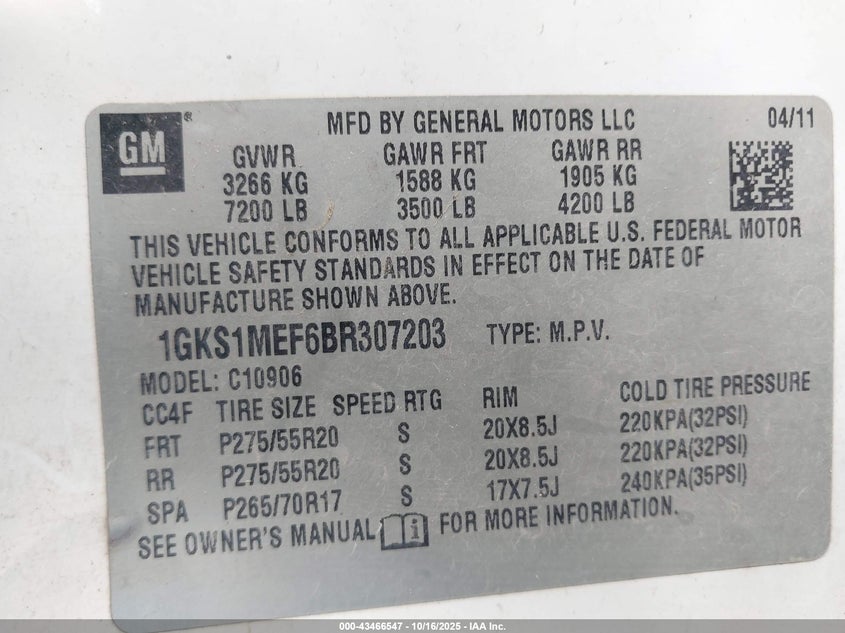 GM® MFD BY GENERAL MOTORS LLC 04/11
GVWR GAWR FRT GAWR RR
3266 KG 1588 KG 1905 KG
7200 LB 3500 LB 4200 LB
THIS VEHICLE CONFORMS TO ALL APPLICABLE U.S. FEDERAL MOTOR
VEHICLE SAFETY STANDARDS IN EFFECT ON THE DATE OF
MANUFACTURE SHOWN ABOVE.
1GKS1MEF6BR307203 TYPE: M.P.V.
MODEL: C10906
CC4F TIRE SIZE SPEED RTG RIM COLD TIRE PRESSURE
FRT P275/55R20 S 20X8.5J 220KPA(32PSI)
RR P275/55R20 S 20X8.5J 220KPA(32PSI)
SPA P265/70R17 S 17X7.5J 240KPA(35PSI)
SEE OWNER'S MANUAL i FOR MORE INFORMATION.
000-43466547 - 10/16/2025 - IAA Inc.